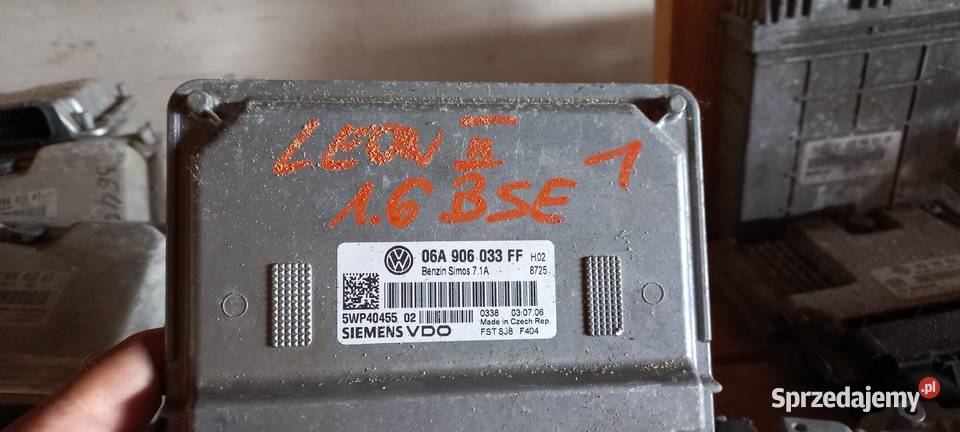 LEON II 1
1.6 BSE
06A 906 033 FF H02
Benzin Simos 7.1A 8725
5WP40455 02 0338 03.07.06
Made in Czech Rep.
SIEMENS VDO FST SJ8 F404
Sprzedajemy.pl